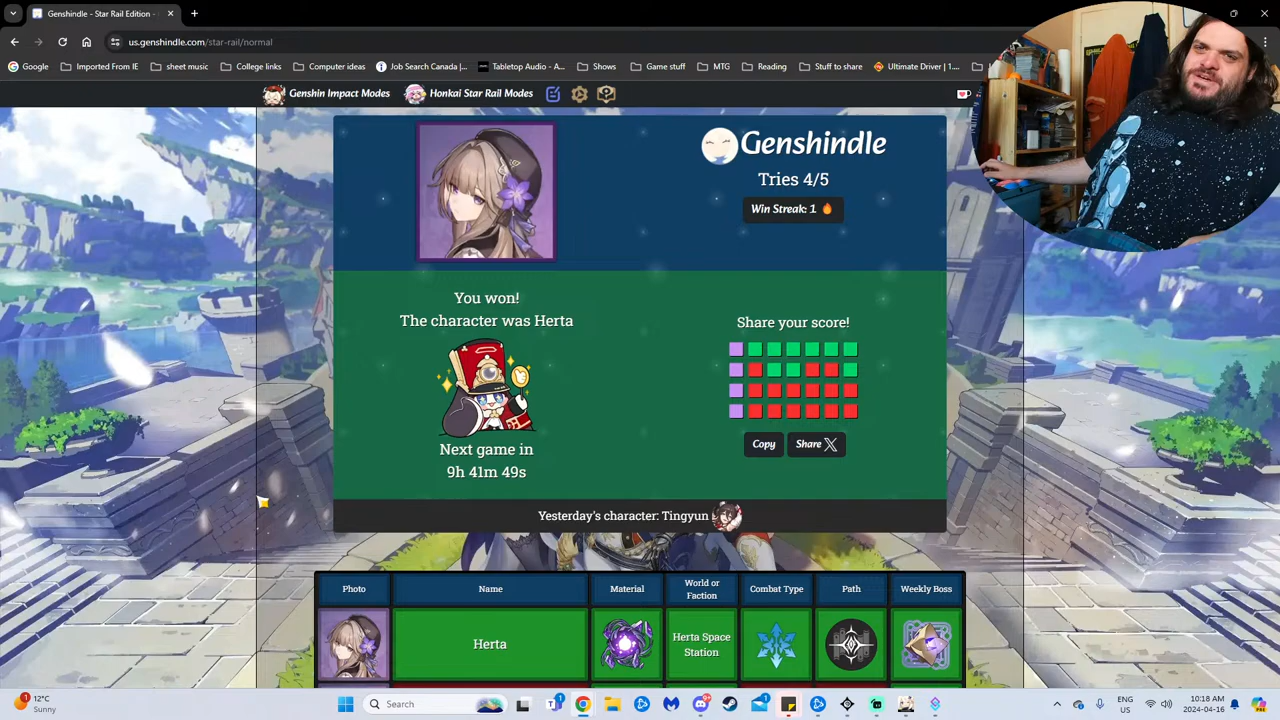 Genshindle - Star Rail Edition -
us.genshindle.com/star-rail/normal
Google
Imported From IE
sheet music
College links
Computer ideas
Job Search Canada |...
Tabletop Audio - A...
Shows
Game stuff
MTG
Reading
Stuff to share
Ultimate Driver | 1....
Genshin Impact Modes
Honkai Star Rail Modes
Genshindle
Tries 4/5
Win Streak: 1
You won!
The character was Herta
Next game in
9h 41m 49s
Share your score!
Copy
Share X
Yesterday's character: Tingyun
Photo
Name
Material
World or
Faction
Combat Type
Path
Weekly Boss
Herta
Herta Space
Station
12°C
Sunny
Search
ENG
US
10:18 AM
2024-04-16